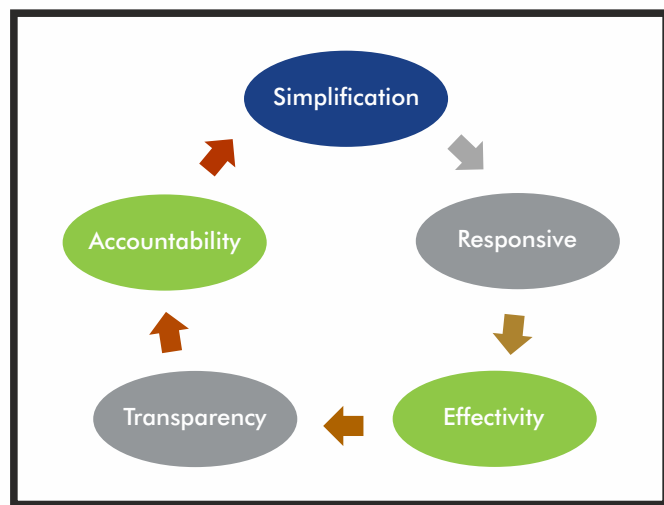 Simplification
Responsive
Effectivity
Transparency
Accountability